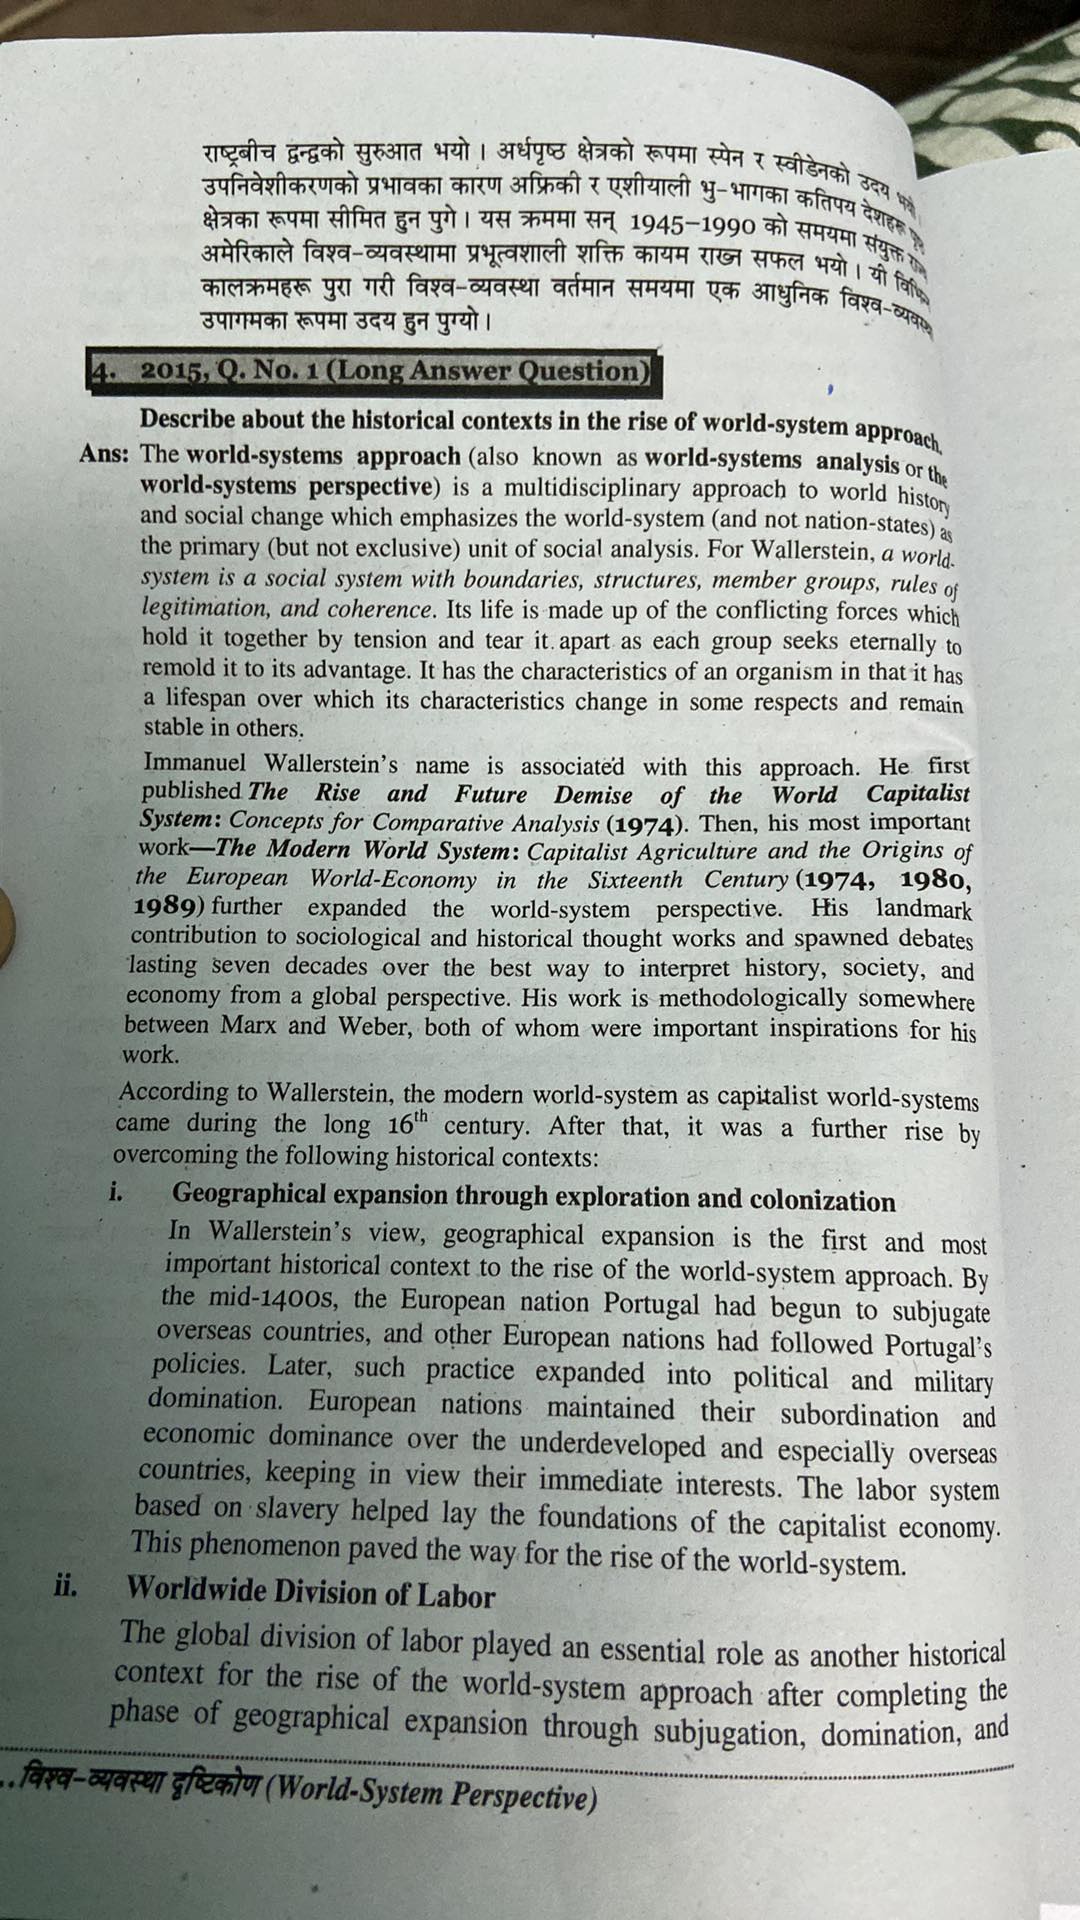 राष्ट्रबीच द्वन्द्वको सुरुआत भयो । अर्धपृष्ठ क्षेत्रको रूपमा स्पेन र स्वीडेनको उदय भयो ।
उपनिवेशीकरणको प्रभावका कारण अफ्रिकी र एशीयाली भु-भागका कतिपय देशहरू
क्षेत्रका रूपमा सीमित हुन पुगे। यस क्रममा सन् 1945-1990 को समयमा संयुक्त
अमेरिकाले विश्व-व्यवस्थामा प्रभूत्वशाली शक्ति कायम राख्न सफल भयो । यी विभिन्न
कालक्रमहरू पुरा गरी विश्व-व्यवस्था वर्तमान समयमा एक आधुनिक विश्व-व्यवस्था
उपागमका रूपमा उदय हुन पुग्यो ।
4. 2015, Q. No. 1 (Long Answer Question)
Describe about the historical contexts in the rise of world-system approach.
Ans: The world-systems approach (also known as world-systems analysis or the
world-systems perspective) is a multidisciplinary approach to world history
and social change which emphasizes the world-system (and not nation-states) as
the primary (but not exclusive) unit of social analysis. For Wallerstein, a world-
system is a social system with boundaries, structures, member groups, rules of
legitimation, and coherence. Its life is made up of the conflicting forces which
hold it together by tension and tear it apart as each group seeks eternally to
remold it to its advantage. It has the characteristics of an organism in that it has
a lifespan over which its characteristics change in some respects and remain
stable in others.
Immanuel Wallerstein's name is associated with this approach. He first
published The Rise and Future Demise of the World Capitalist
System: Concepts for Comparative Analysis (1974). Then, his most important
work—The Modern World System: Capitalist Agriculture and the Origins of
the European World-Economy in the Sixteenth Century (1974, 1980,
1989) further expanded the world-system perspective. His landmark
contribution to sociological and historical thought works and spawned debates
lasting seven decades over the best way to interpret history, society, and
economy from a global perspective. His work is methodologically somewhere
between Marx and Weber, both of whom were important inspirations for his
work.
According to Wallerstein, the modern world-system as capitalist world-systems
came during the long 16th century. After that, it was a further rise by
overcoming the following historical contexts:
i. Geographical expansion through exploration and colonization
In Wallerstein's view, geographical expansion is the first and most
important historical context to the rise of the world-system approach. By
the mid-1400s, the European nation Portugal had begun to subjugate
overseas countries, and other European nations had followed Portugal's
policies. Later, such practice expanded into political and military
domination. European nations maintained their subordination and
economic dominance over the underdeveloped and especially overseas
countries, keeping in view their immediate interests. The labor system
based on slavery helped lay the foundations of the capitalist economy.
This phenomenon paved the way for the rise of the world-system.
ii. Worldwide Division of Labor
The global division of labor played an essential role as another historical
context for the rise of the world-system approach after completing the
phase of geographical expansion through subjugation, domination, and
..विश्व-व्यवस्था दृष्टिकोण (World-System Perspective)